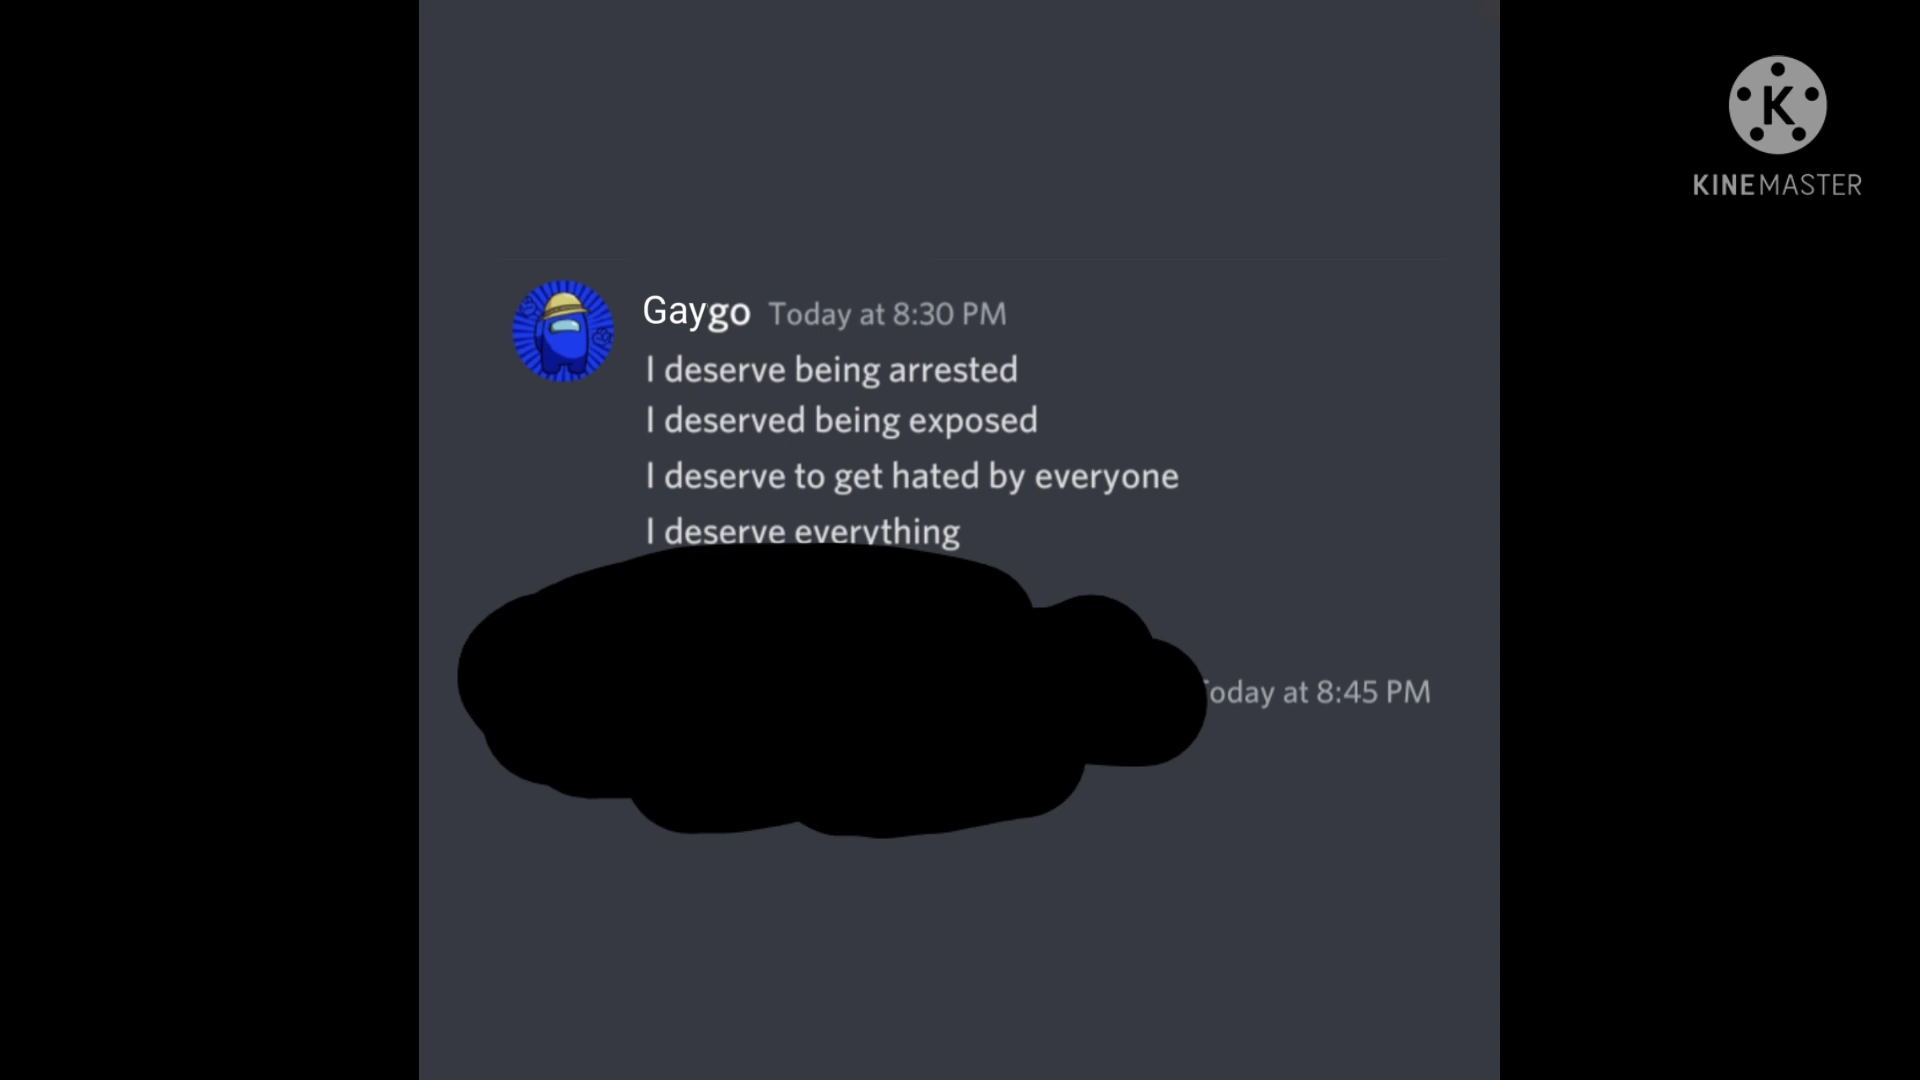 K
KINEMASTER
Gaygo Today at 8:30 PM
I deserve being arrested
I deserved being exposed
I deserve to get hated by everyone
I deserve everything
Today at 8:45 PM